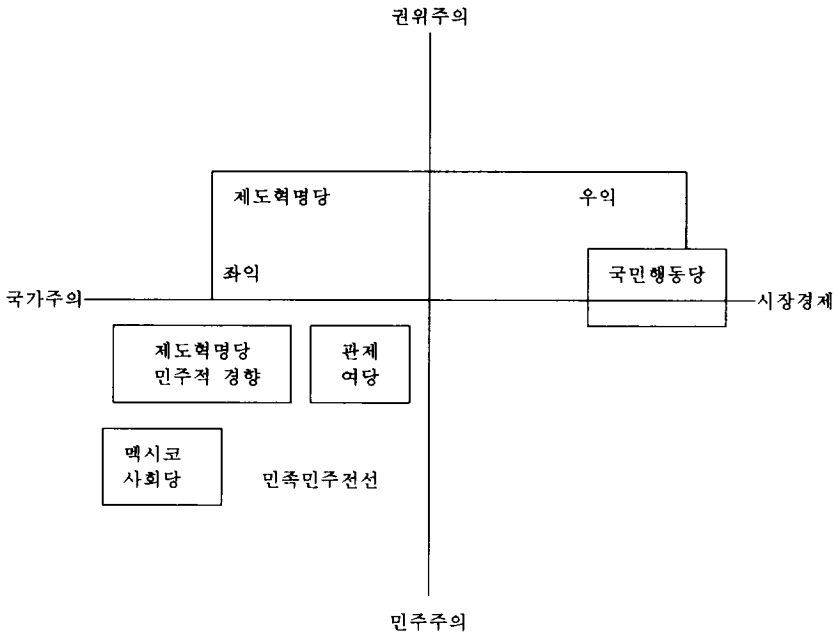 권위주의
제도혁명당
우익
좌익
국민행동당
국가주의
시장경제
제도혁명당
민주적 경향
관제
여당
멕시코
사회당
민족민주전선
민주주의